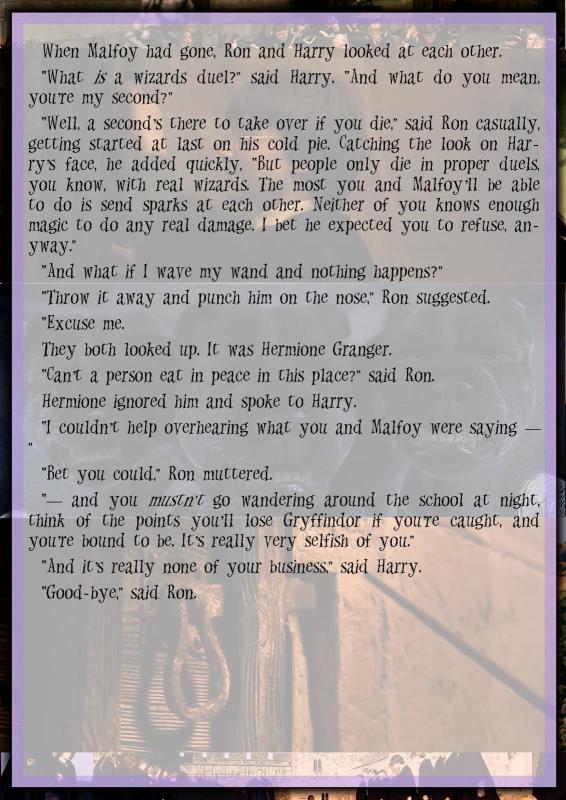 When Malfoy had gone, Ron and Harry looked at each other.
"What is a wizards duel?" said Harry. "And what do you mean,
you're my second?"
"Well, a second's there to take over if you die," said Ron casually,
getting started at last on his cold pie. Catching the look on Har-
ry's face, he added quickly, "But people only die in proper duels,
you know, with real wizards. The most you and Malfoy'll be able
to do is send sparks at each other. Neither of you knows enough
magic to do any real damage. I bet he expected you to refuse, an-
yway."
"And what if I wave my wand and nothing happens?"
"Throw it away and punch him on the nose," Ron suggested.
"Excuse me.
They both looked up. It was Hermione Granger.
"Can't a person eat in peace in this place?" said Ron.
Hermione ignored him and spoke to Harry.
"I couldn't help overhearing what you and Malfoy were saying —
"
"Bet you could," Ron muttered.
"— and you mustn't go wandering around the school at night,
think of the points you'll lose Gryffindor if you're caught, and
you're bound to be. It's really very selfish of you."
"And it's really none of your business," said Harry.
"Good-bye," said Ron.